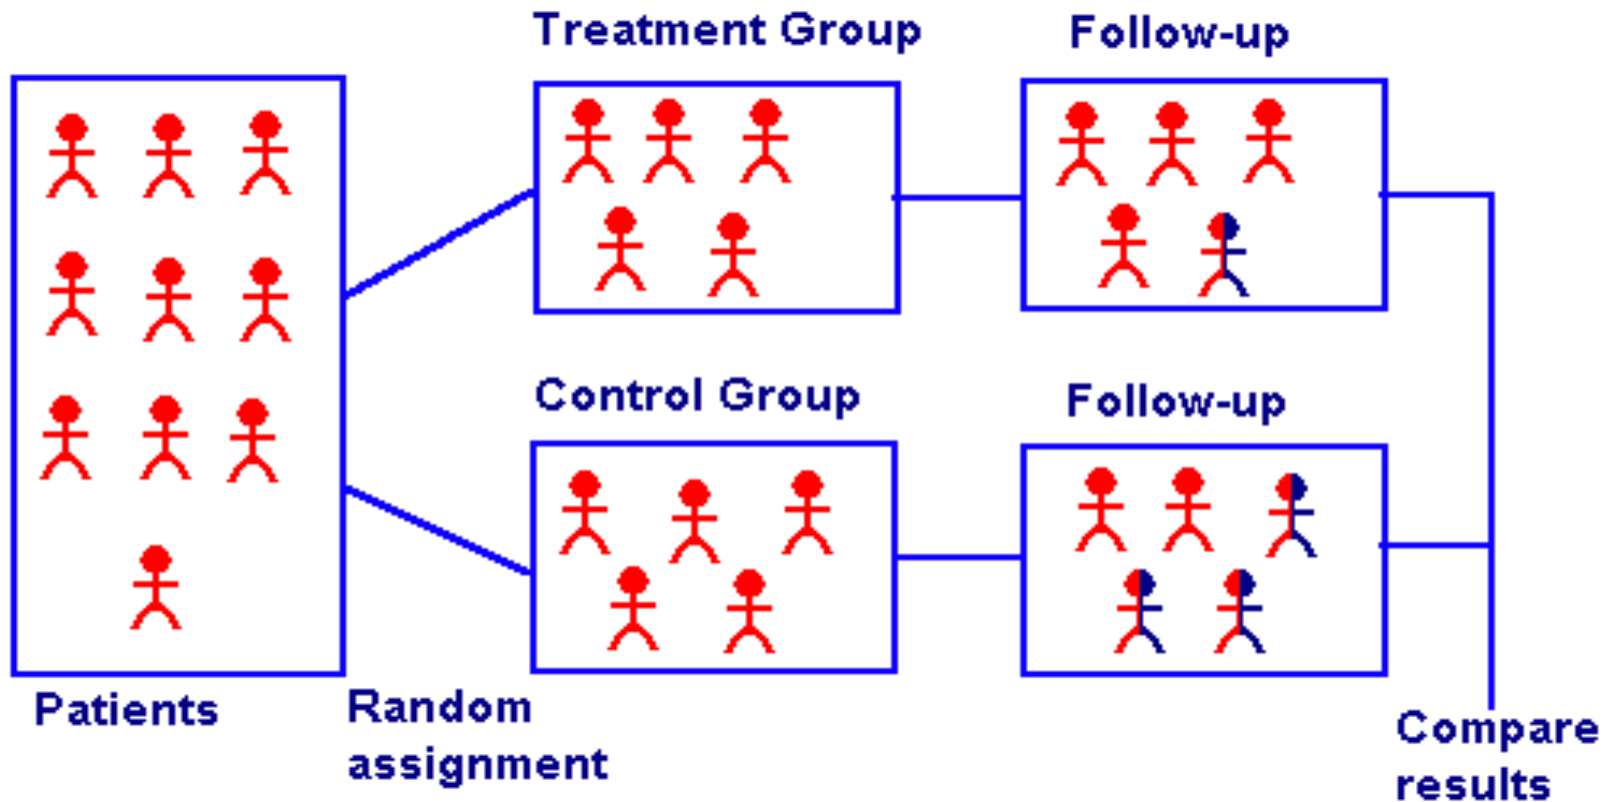 Treatment Group
Follow-up
Control Group
Follow-up
Patients
Random
assignment
Compare
results